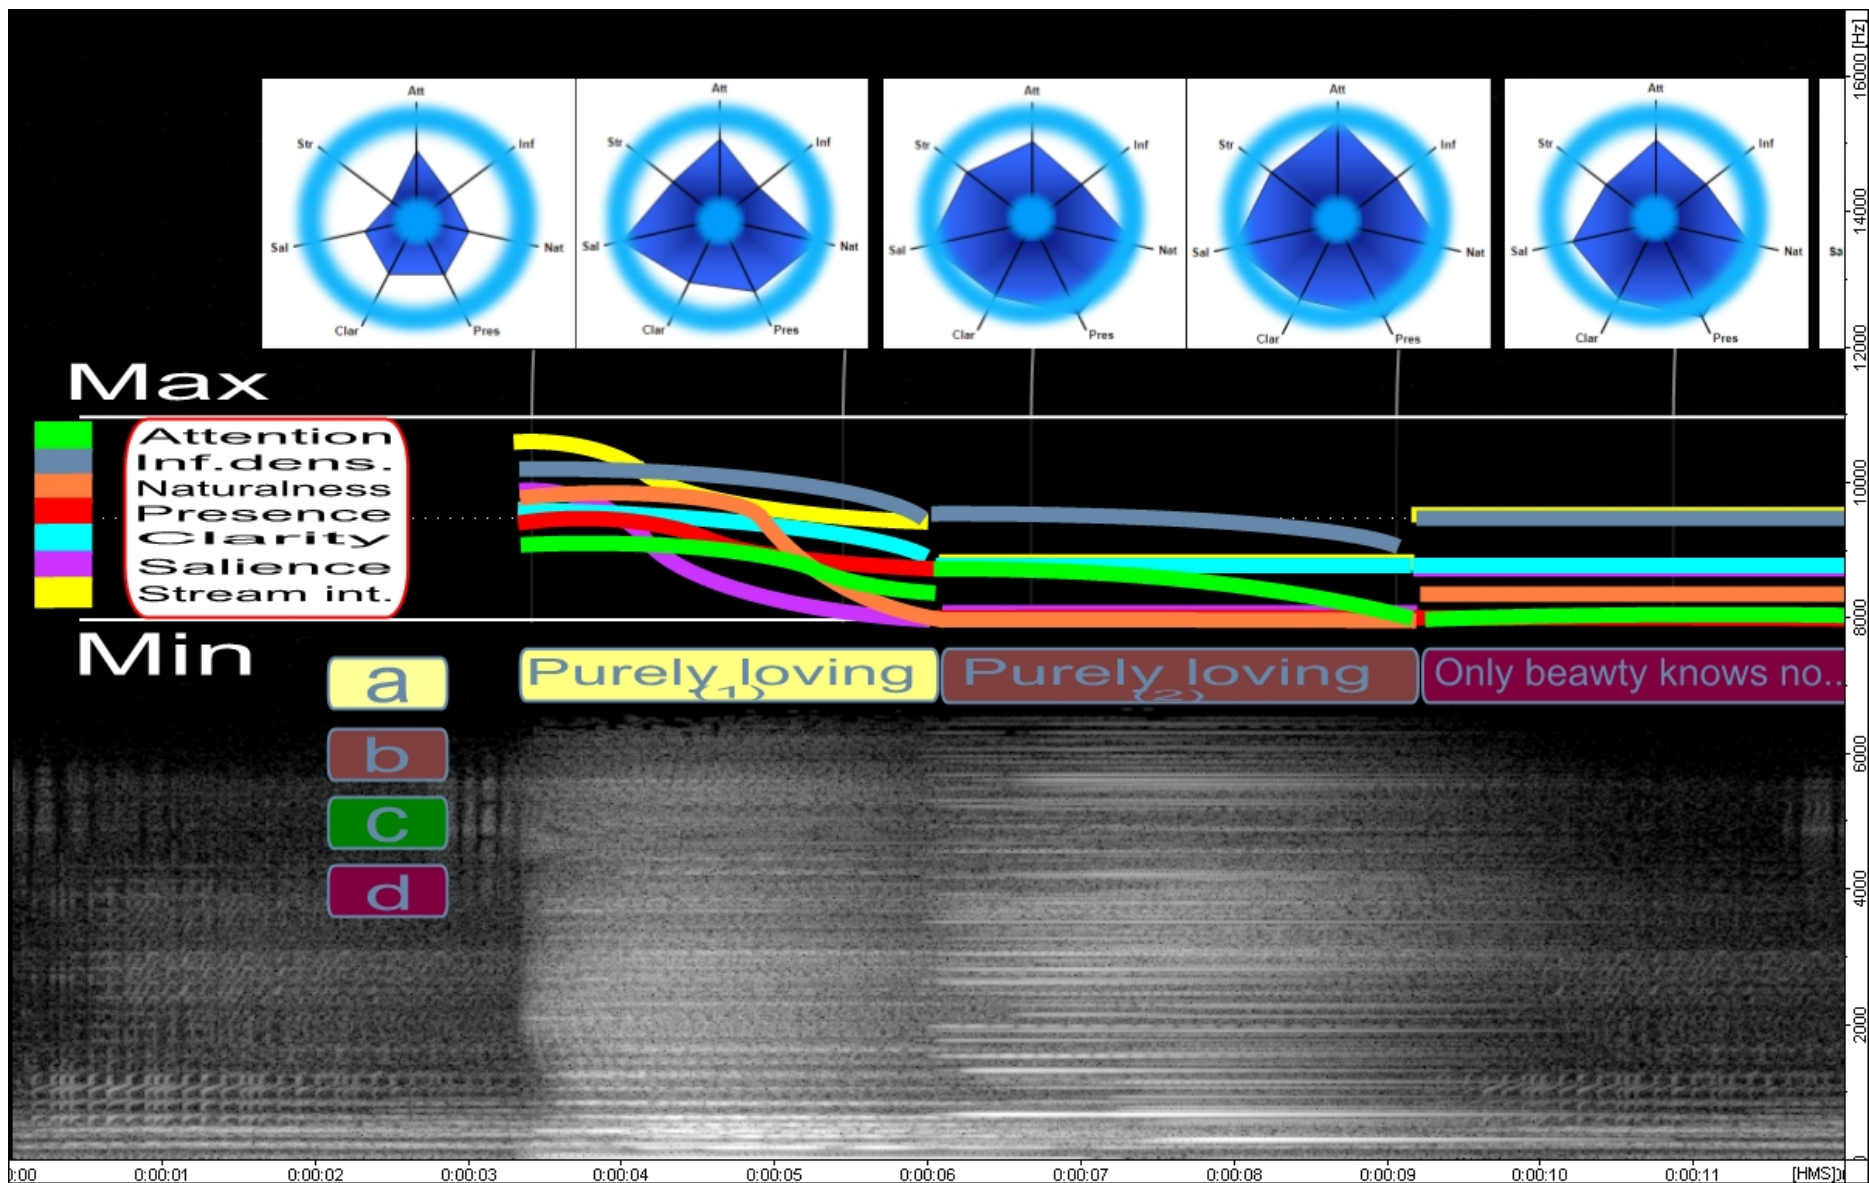 Att
Str
Inf
Sal
Nat
Clar
Pres
Att
Str
Inf
Sal
Nat
Clar
Pres
Att
Str
Inf
Sal
Nat
Clar
Pres
Att
Str
Inf
Sal
Nat
Clar
Pres
Att
Str
Inf
Sal
Nat
Clar
Pres
Sa
Max
Attention
Inf.dens.
Naturalness
Presence
Clarity
Salience
Stream int.
Min
a
b
c
d
Purely loving
(1)
Purely loving
(2)
Only beawty knows no...
[Hz]
16000
14000
12000
10000
8000
6000
4000
2000
0:00:01 0:00:02 0:00:03 0:00:04 0:00:05 0:00:06 0:00:07 0:00:08 0:00:09 0:00:10 0:00:11 [HMS]